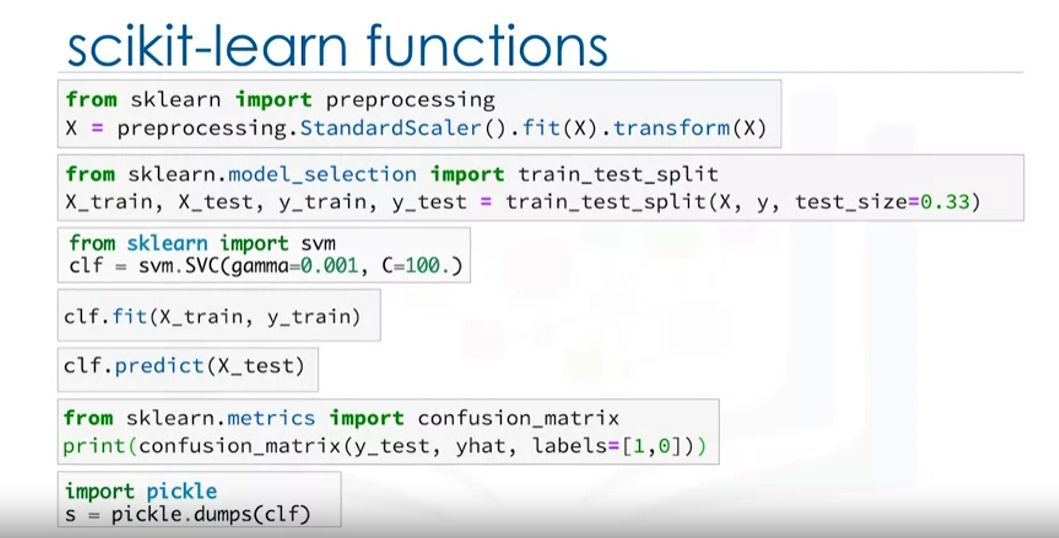 scikit-learn functions
from sklearn import preprocessing
X = preprocessing.StandardScaler().fit(X).transform(X)
from sklearn.model_selection import train_test_split
X_train, X_test, y_train, y_test = train_test_split(X, y, test_size=0.33)
from sklearn import svm
clf = svm.SVC(gamma=0.001, C=100.)
clf.fit(X_train, y_train)
clf.predict(X_test)
from sklearn.metrics import confusion_matrix
print(confusion_matrix(y_test, yhat, labels=[1,0]))
import pickle
s = pickle.dumps(clf)